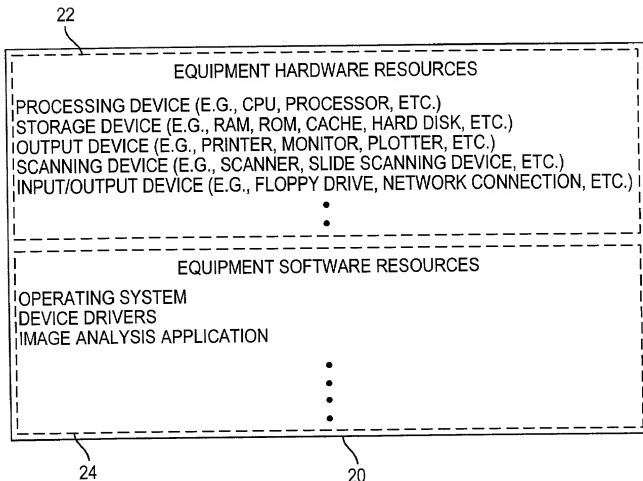 22
EQUIPMENT HARDWARE RESOURCES
PROCESSING DEVICE (E.G., CPU, PROCESSOR, ETC.)
STORAGE DEVICE (E.G., RAM, ROM, CACHE, HARD DISK, ETC.)
OUTPUT DEVICE (E.G., PRINTER, MONITOR, PLOTTER, ETC.)
SCANNING DEVICE (E.G., SCANNER, SLIDE SCANNING DEVICE, ETC.)
INPUT/OUTPUT DEVICE (E.G., FLOPPY DRIVE, NETWORK CONNECTION, ETC.)
EQUIPMENT SOFTWARE RESOURCES
OPERATING SYSTEM
DEVICE DRIVERS
IMAGE ANALYSIS APPLICATION
24
20